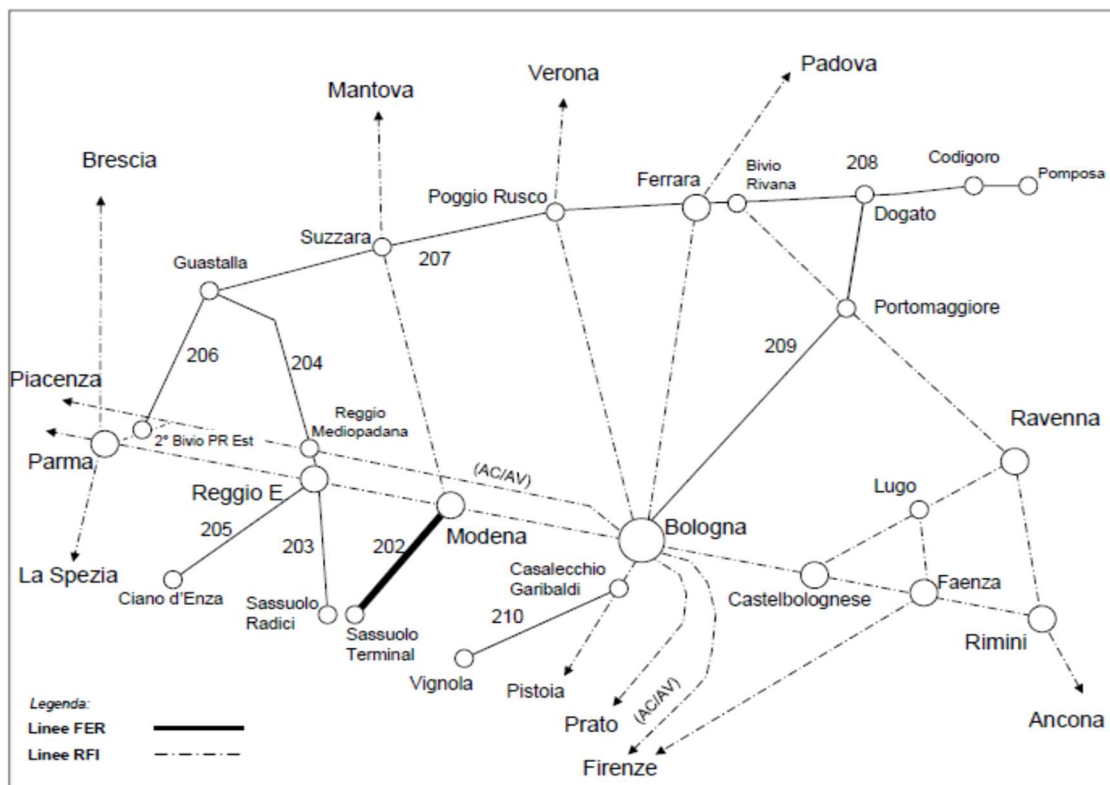 Padova
Verona
Mantova
Brescia
208
Codigoro
Bivio
Rivana
Ferrara
Pomposa
Poggio Rusco
Dogato
Suzzara
207
Guastalla
Portomaggiore
209
206
204
Piacenza
Reggio
Mediopadana
Ravenna
2° Bivio PR Est
Parma
(AC/AV)
Reggio E
Lugo
Modena
Bologna
205
203
202
La Spezia
Ciano d'Enza
Casalecchio
Garibaldi
Castelbolognese
Faenza
Sassuolo
Radici
Sassuolo
Terminal
210
Rimini
Vignola
Pistoia
Prato
(AC/AV)
Ancona
Firenze
Legenda:
Linee FER
Linee RFI